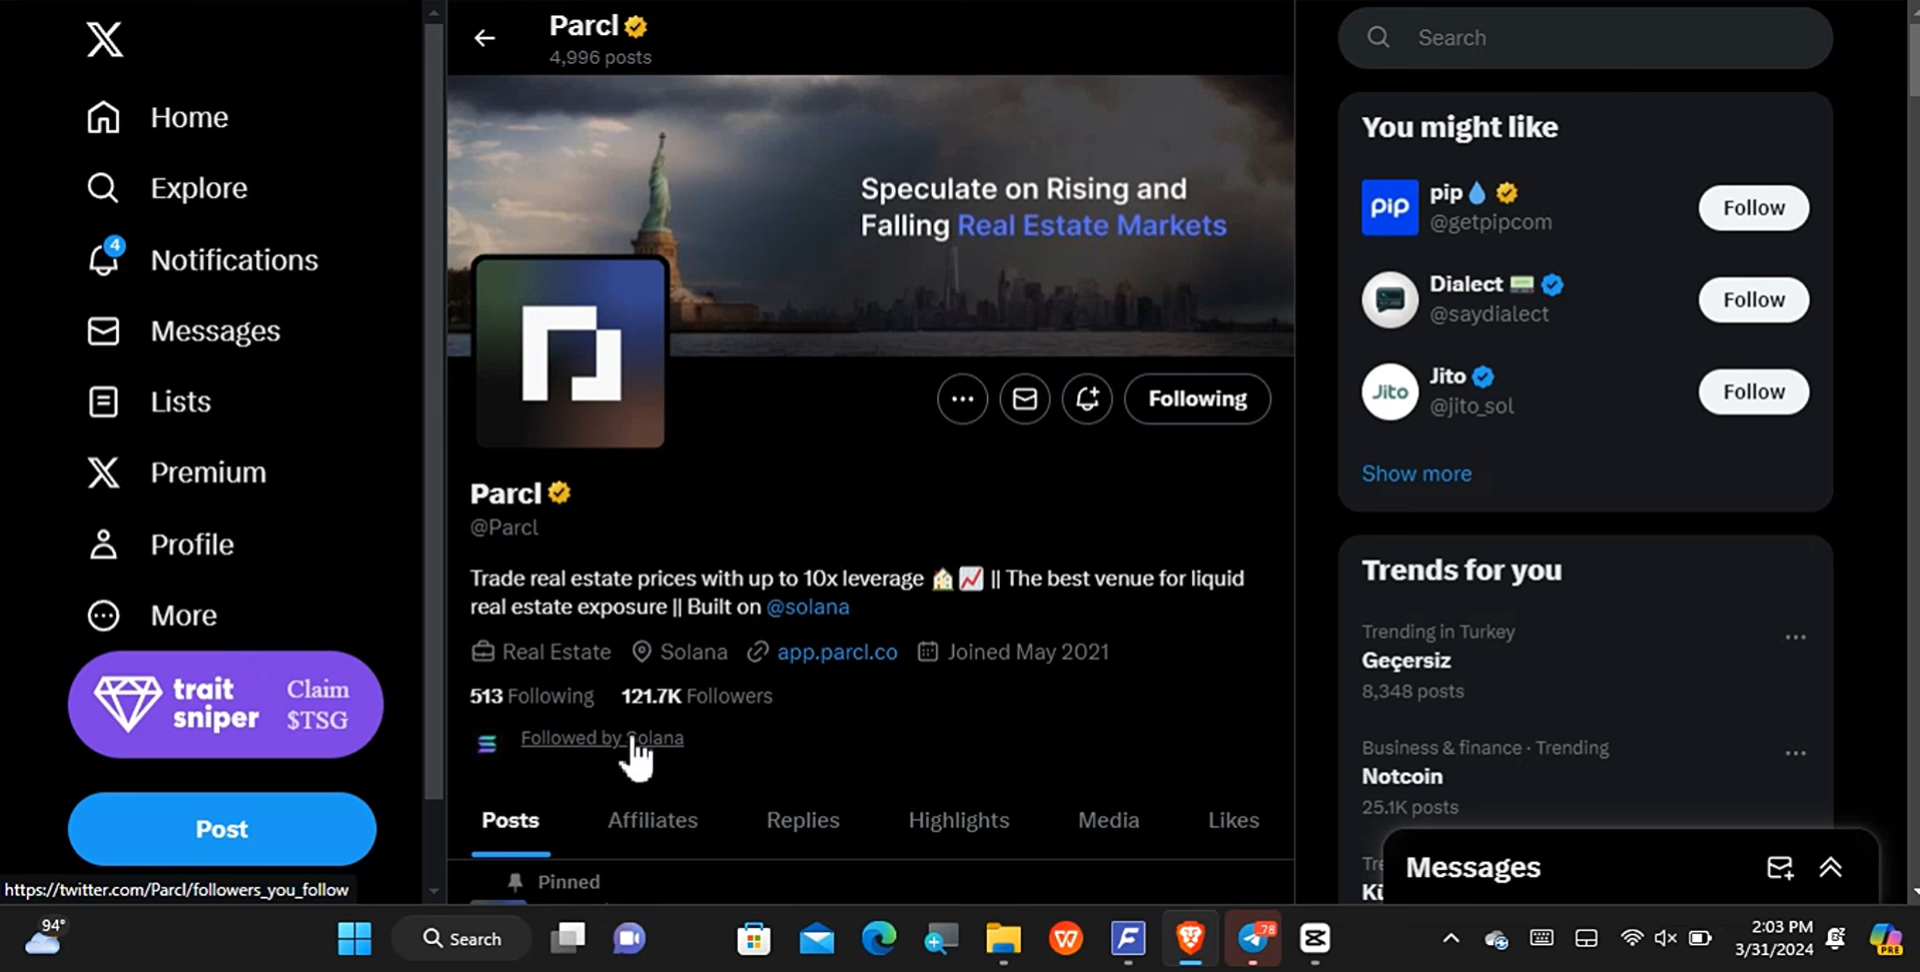 Home
Explore
4
Notifications
Messages
Lists
Premium
Profile
More
trait
sniper
Claim
$TSG
Post
https://twitter.com/Parcl/followers_you_follow
Parcl
4,996 posts
Speculate on Rising and
Falling Real Estate Markets
Following
Parcl
@Parcl
Trade real estate prices with up to 10x leverage 🏠📈 || The best venue for liquid
real estate exposure || Built on @solana
Real Estate Solana app.parcl.co Joined May 2021
513 Following 121.7K Followers
Followed by Solana
Posts Affiliates Replies Highlights Media Likes
Pinned
Search
You might like
pip
pip💧
@getpipcom
Follow
Dialect
@saydialect
Follow
Jito
Jito
@jito_sol
Follow
Show more
Trends for you
Trending in Turkey
Geçersiz
8,348 posts
Business & finance · Trending
Notcoin
25.1K posts
Messages
94°
Search
78
2:03 PM
3/31/2024
PRE